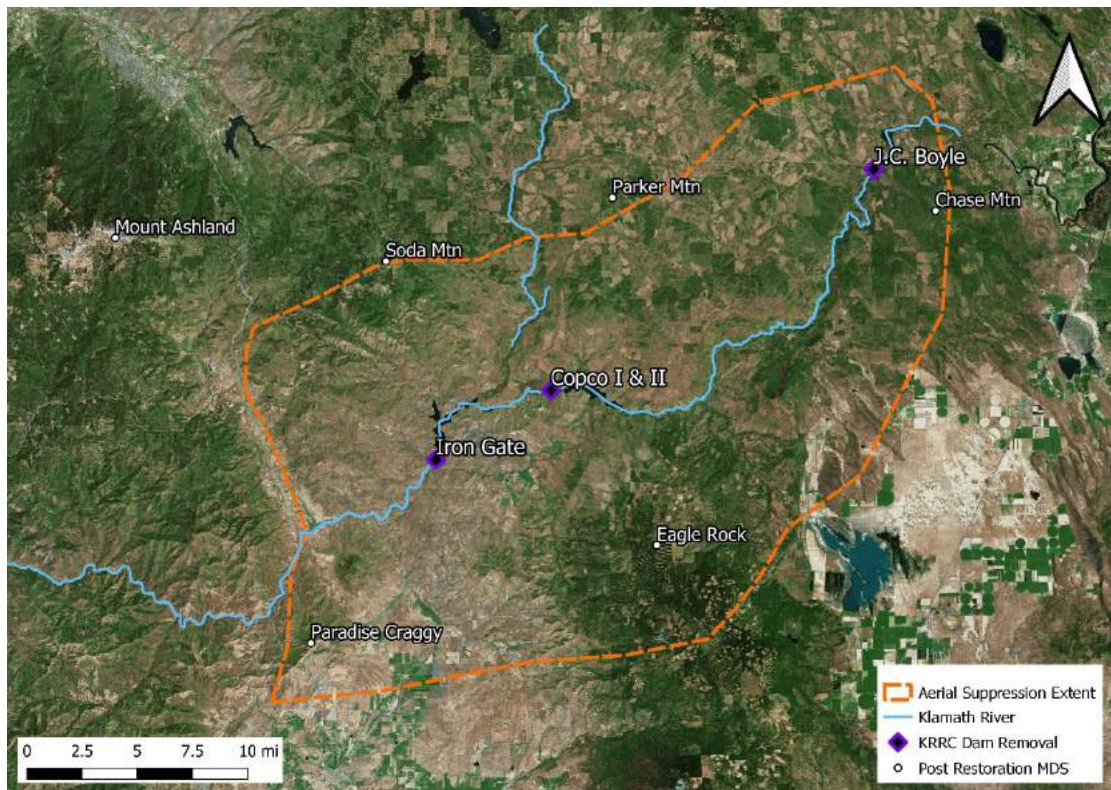 J.C. Boyle
Parker Mtn
Chase Mtn
Mount Ashland
Soda Mtn
Copco I & II
Iron Gate
Eagle Rock
Paradise Craggy
Aerial Suppression Extent
Klamath River
KRRC Dam Removal
Post Restoration MDS
0 2.5 5 7.5 10 mi